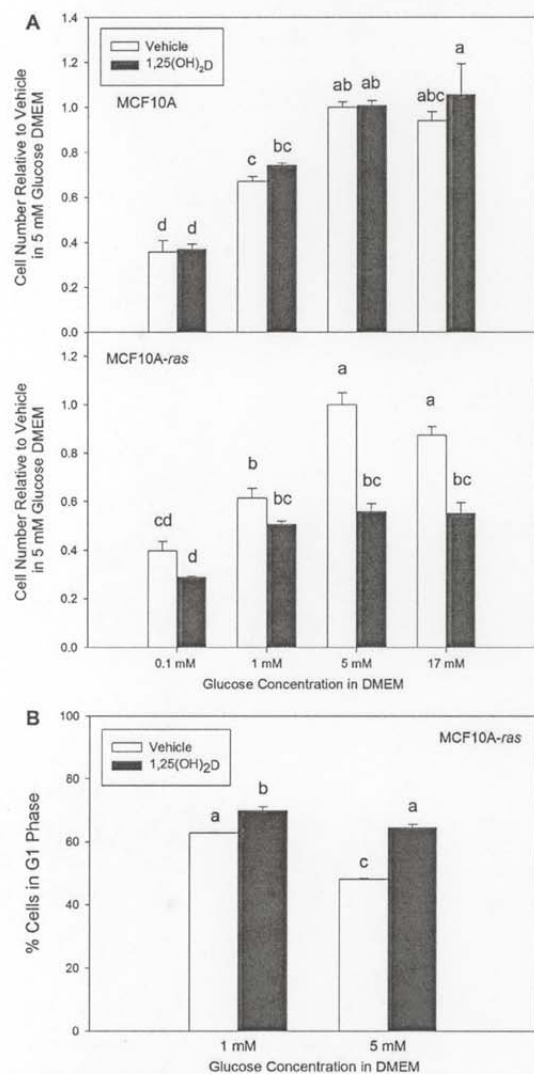 A
Vehicle
1,25(OH)₂D
MCF10A
Cell Number Relative to Vehicle
in 5 mM Glucose DMEM
1.4
1.2
1.0
0.8
0.6
0.4
0.2
0.0
d d c bc ab ab abc a
MCF10A-ras
Cell Number Relative to Vehicle
in 5 mM Glucose DMEM
1.2
1.0
0.8
0.6
0.4
0.2
0.0
cd d b bc a bc a bc
0.1 mM 1 mM 5 mM 17 mM
Glucose Concentration in DMEM
B
Vehicle
1,25(OH)₂D
MCF10A-ras
% Cells in G1 Phase
100
80
60
40
20
0
a b c a
1 mM 5 mM
Glucose Concentration in DMEM